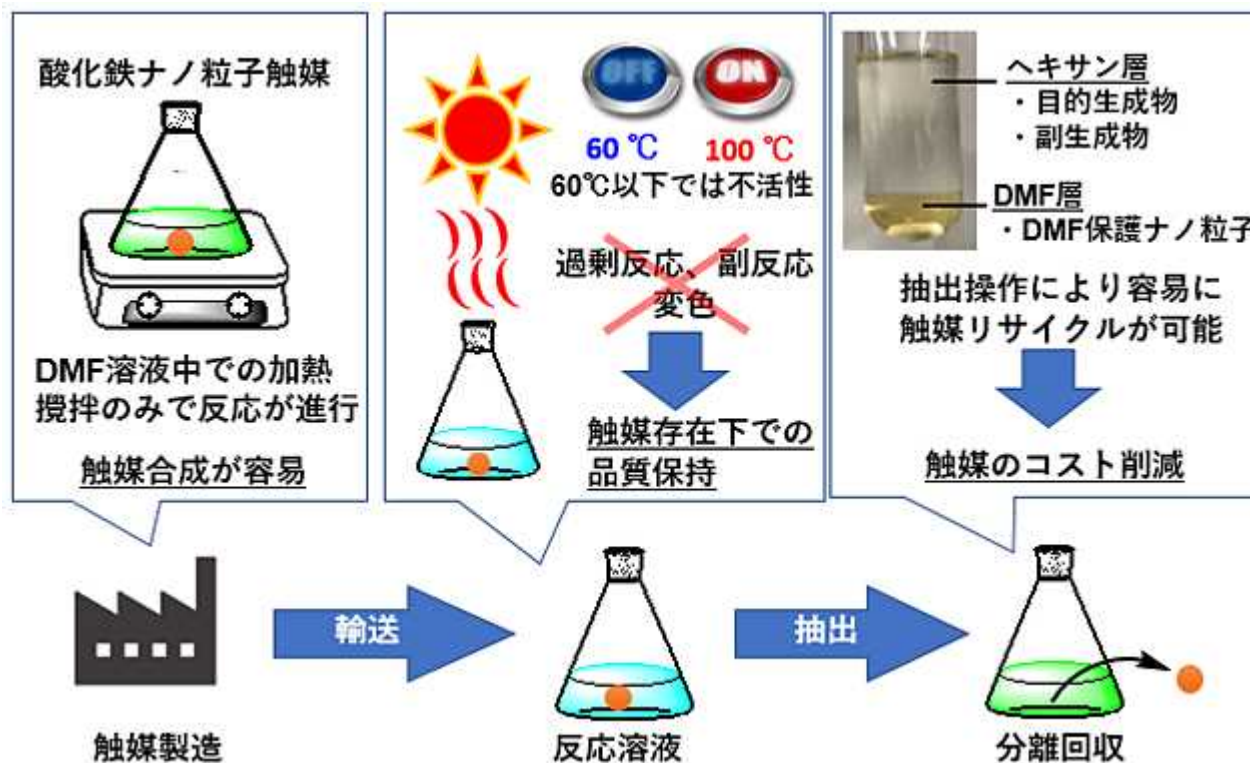 酸化鉄ナノ粒子触媒
DMF溶液中での加熱
攪拌のみで反応が進行
触媒合成が容易
OFF
ON
60 ℃
100 ℃
60℃以下では不活性
過剰反応、副反応
変色
触媒存在下での
品質保持
ヘキサン層
・目的生成物
・副生成物
DMF層
・DMF保護ナノ粒子
抽出操作により容易に
触媒リサイクルが可能
触媒のコスト削減
輸送
抽出
触媒製造
反応溶液
分離回収